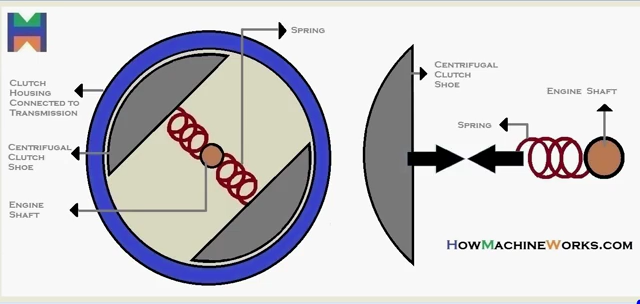 Spring
Clutch
Housing
Connected to
Transmission
Centrifugal
Clutch
Shoe
Engine
Shaft
Centrifugal
Clutch
Shoe
Engine Shaft
Spring
HowMachineWorks.com